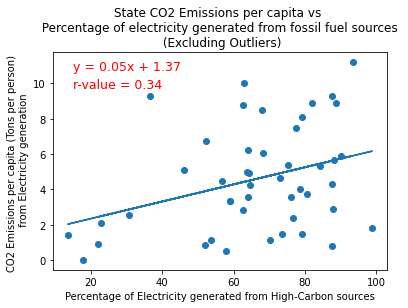 State CO2 Emissions per capita vs
Percentage of electricity generated from fossil fuel sources
(Excluding Outliers)
y = 0.05x + 1.37
r-value = 0.34
CO2 Emissions per capita (Tons per person)
from Electricity generation
10
8
6
4
2
0
20
40
60
80
100
Percentage of Electricity generated from High-Carbon sources